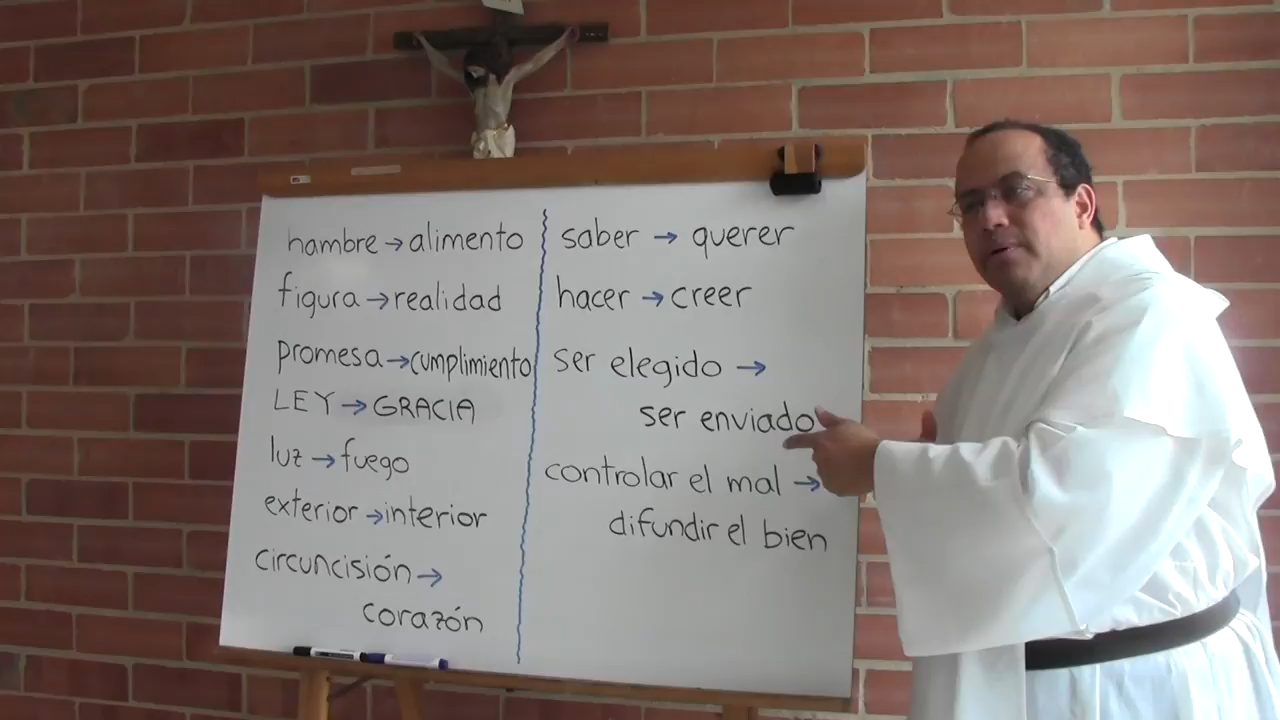 hambre → alimento
figura → realidad
promesa → cumplimiento
LEY → GRACIA
luz → fuego
exterior → interior
circuncisión →
corazón
saber → querer
hacer → creer
ser elegido →
ser enviado
controlar el mal →
difundir el bien